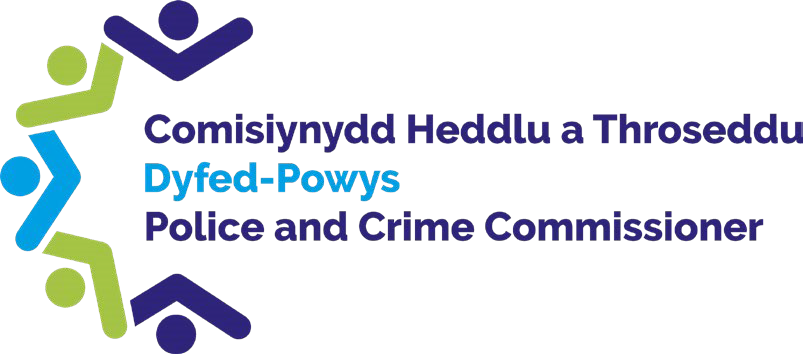 Comisiynydd Heddlu a Throseddu
Dyfed-Powys
Police and Crime Commissioner